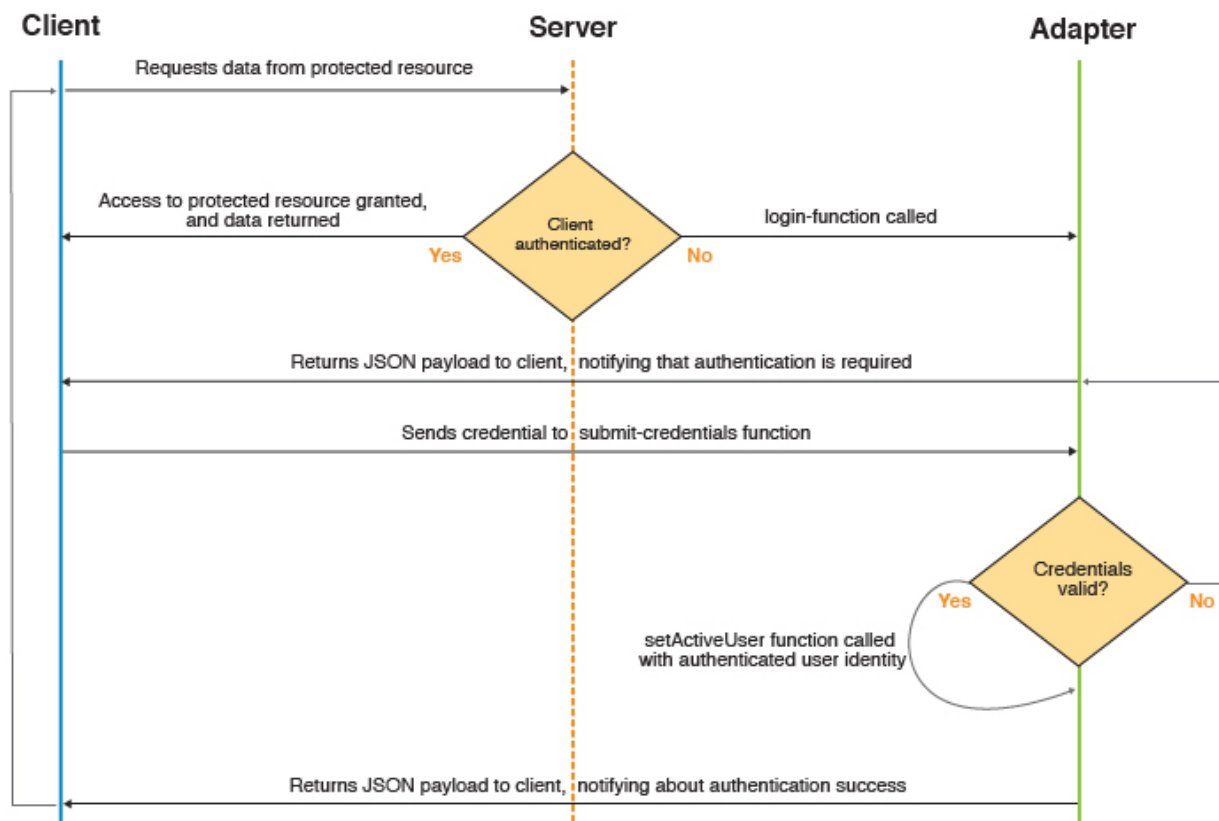 Client
Server
Adapter
Requests data from protected resource
Access to protected resource granted,
and data returned
Client
authenticated?
login-function called
Yes
No
Returns JSON payload to client, notifying that authentication is required
Sends credential to submit-credentials function
Credentials
valid?
Yes
No
setActiveUser function called
with authenticated user identity
Returns JSON payload to client, notifying about authentication success